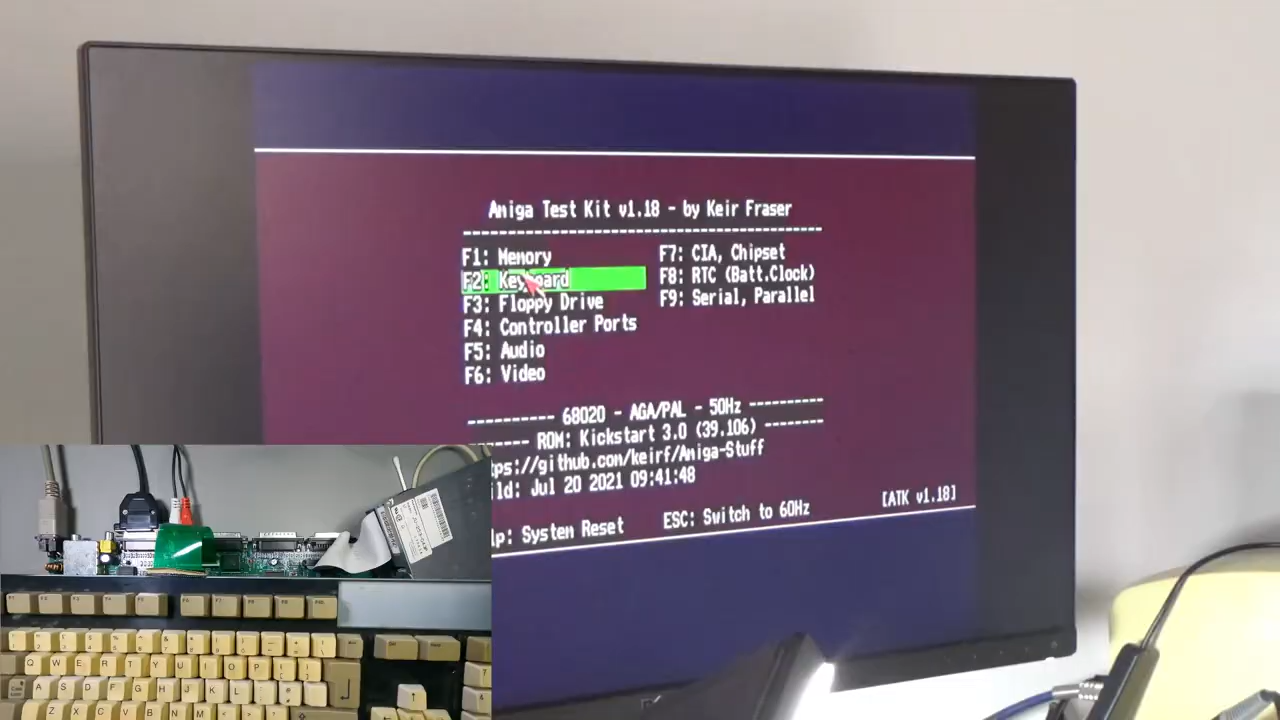 Amiga Test Kit v1.18 - by Keir Fraser
F1: Memory
F2: Keyboard
F3: Floppy Drive
F4: Controller Ports
F5: Audio
F6: Video
F7: CIA, Chipset
F8: RTC (Batt.Clock)
F9: Serial, Parallel
---------- 68020 - AGA/PAL - 50Hz ----------
------ ROM: Kickstart 3.0 (39.106) --------
tps://github.com/keirf/Amiga-Stuff
ild: Jul 20 2021 09:41:48
lp: System Reset
ESC: Switch to 60Hz
[ATK v1.18]
Q W E R T Y U I O P
A S D F G H J K L
Z X C V B N M